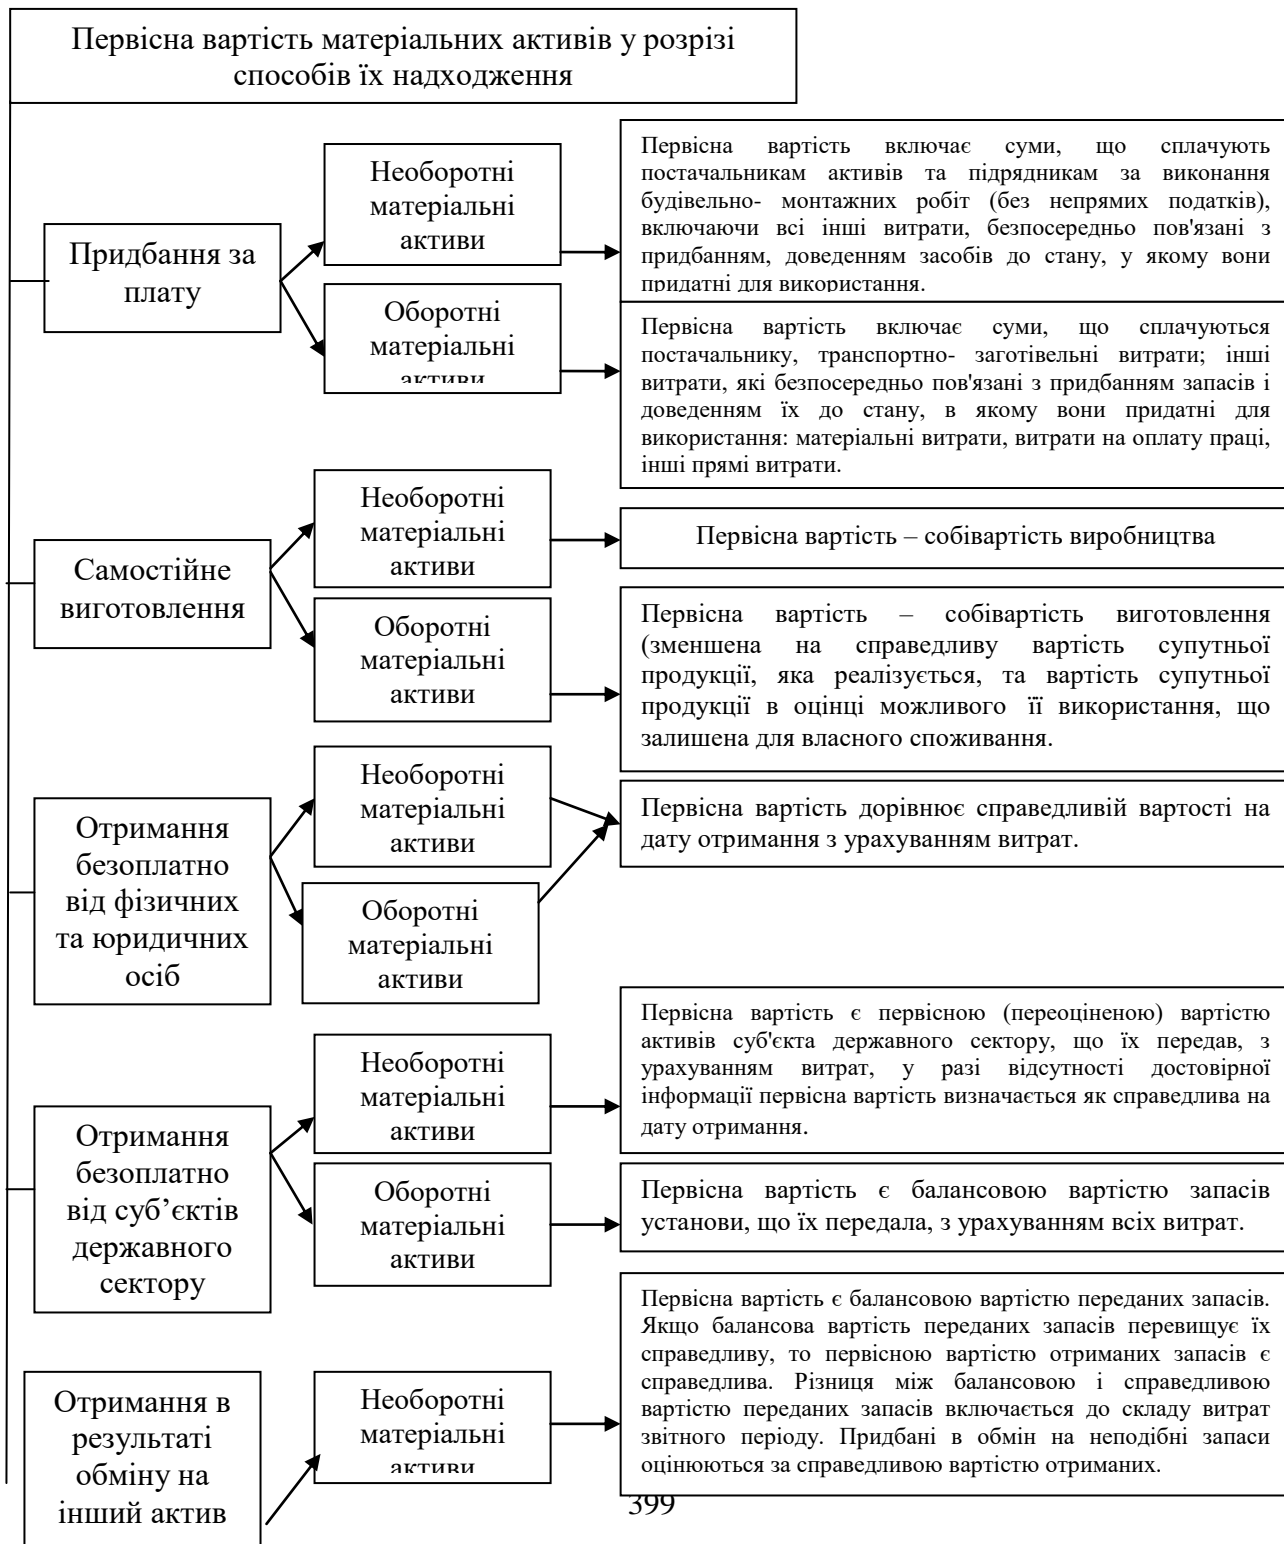 Первісна вартість матеріальних активів у розрізі
способів їх надходження
Придбання за
плату
Необоротні
матеріальні
активи
Первісна вартість включає суми, що сплачують
постачальникам активів та підрядникам за виконання
будівельно- монтажних робіт (без непрямих податків),
включаючи всі інші витрати, безпосередньо пов'язані з
придбанням, доведенням засобів до стану, у якому вони
придатні для використання.
Оборотні
матеріальні
активи
Первісна вартість включає суми, що сплачуються
постачальнику, транспортно- заготівельні витрати; інші
витрати, які безпосередньо пов'язані з придбанням запасів і
доведенням їх до стану, в якому вони придатні для
використання: матеріальні витрати, витрати на оплату праці,
інші прямі витрати.
Самостійне
виготовлення
Необоротні
матеріальні
активи
Первісна вартість – собівартість виробництва
Оборотні
матеріальні
активи
Первісна вартість – собівартість виготовлення
(зменшена на справедливу вартість супутньої
продукції, яка реалізується, та вартість супутньої
продукції в оцінці можливого її використання, що
залишена для власного споживання.
Отримання
безоплатно
від фізичних
та юридичних
осіб
Необоротні
матеріальні
активи
Оборотні
матеріальні
активи
Первісна вартість дорівнює справедливій вартості на
дату отримання з урахуванням витрат.
Отримання
безоплатно
від суб’єктів
державного
сектору
Необоротні
матеріальні
активи
Первісна вартість є первісною (переоціненою) вартістю
активів суб'єкта державного сектору, що їх передав, з
урахуванням витрат, у разі відсутності достовірної
інформації первісна вартість визначається як справедлива на
дату отримання.
Оборотні
матеріальні
активи
Первісна вартість є балансовою вартістю запасів
установи, що їх передала, з урахуванням всіх витрат.
Отримання в
результаті
обміну на
інший актив
Необоротні
матеріальні
активи
Первісна вартість є балансовою вартістю переданих запасів.
Якщо балансова вартість переданих запасів перевищує їх
справедливу, то первісною вартістю отриманих запасів є
справедлива. Різниця між балансовою і справедливою
вартістю переданих запасів включається до складу витрат
звітного періоду. Придбані в обмін на неподібні запаси
оцінюються за справедливою вартістю отриманих.
399